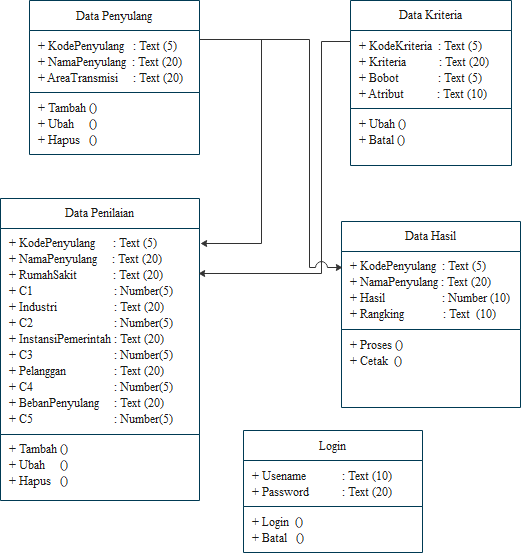 Data Penyulang
+ KodePenyulang : Text (5)
+ NamaPenyulang : Text (20)
+ AreaTransmisi : Text (20)
+ Tambah ()
+ Ubah ()
+ Hapus ()
Data Kriteria
+ KodeKriteria : Text (5)
+ Kriteria : Text (20)
+ Bobot : Text (5)
+ Atribut : Text (10)
+ Ubah ()
+ Batal ()
Data Penilaian
+ KodePenyulang : Text (5)
+ NamaPenyulang : Text (20)
+ RumahSakit : Text (20)
+ C1 : Number(5)
+ Industri : Text (20)
+ C2 : Number(5)
+ InstansiPemerintah : Text (20)
+ C3 : Number(5)
+ Pelanggan : Text (20)
+ C4 : Number(5)
+ BebanPenyulang : Text (20)
+ C5 : Number(5)
+ Tambah ()
+ Ubah ()
+ Hapus ()
Data Hasil
+ KodePenyulang : Text (5)
+ NamaPenyulang : Text (20)
+ Hasil : Number (10)
+ Rangking : Text (10)
+ Proses ()
+ Cetak ()
Login
+ Usename : Text (10)
+ Password : Text (20)
+ Login ()
+ Batal ()